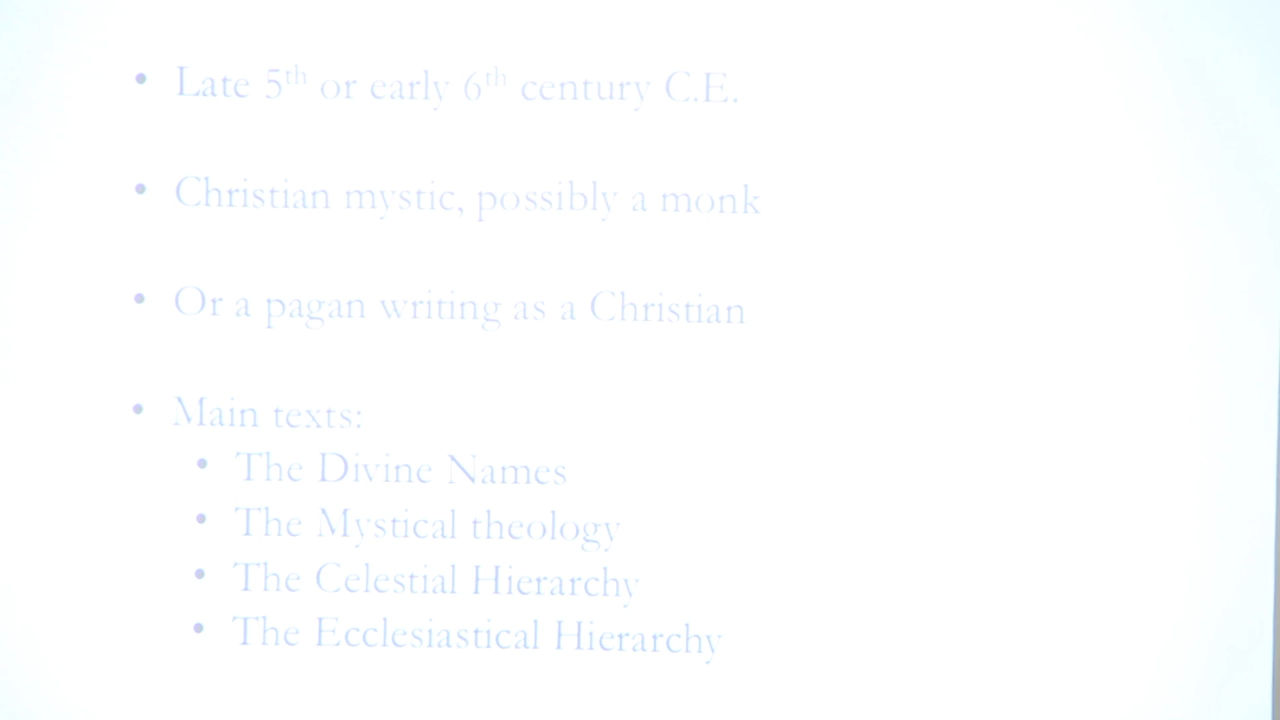 • Late 5th or early 6th century C.E.
• Christian mystic, possibly a monk
• Or a pagan writing as a Christian
• Main texts:
• The Divine Names
• The Mystical theology
• The Celestial Hierarchy
• The Ecclesiastical Hierarchy